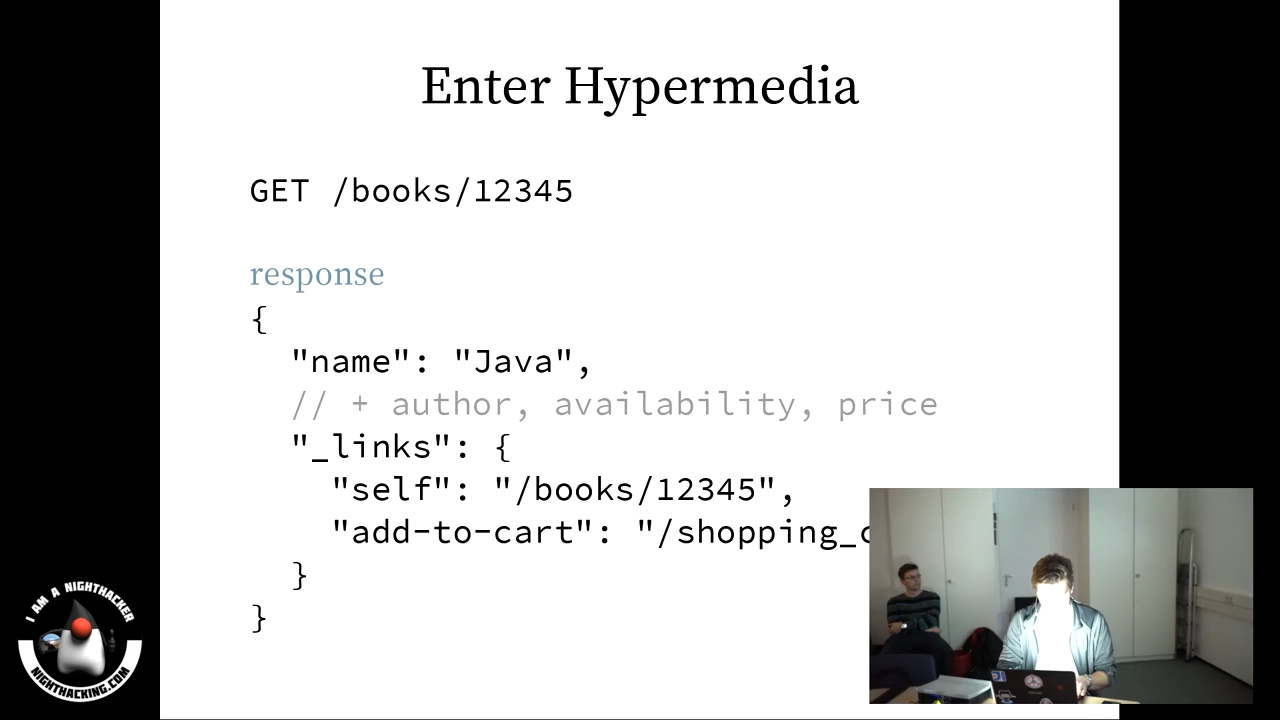 Enter Hypermedia
GET /books/12345
response
{
"name": "Java",
// + author, availability, price
"_links": {
"self": "/books/12345",
"add-to-cart": "/shopping_c
}
}
I AM A NIGHTHACKER
NIGHTHACKING.COM